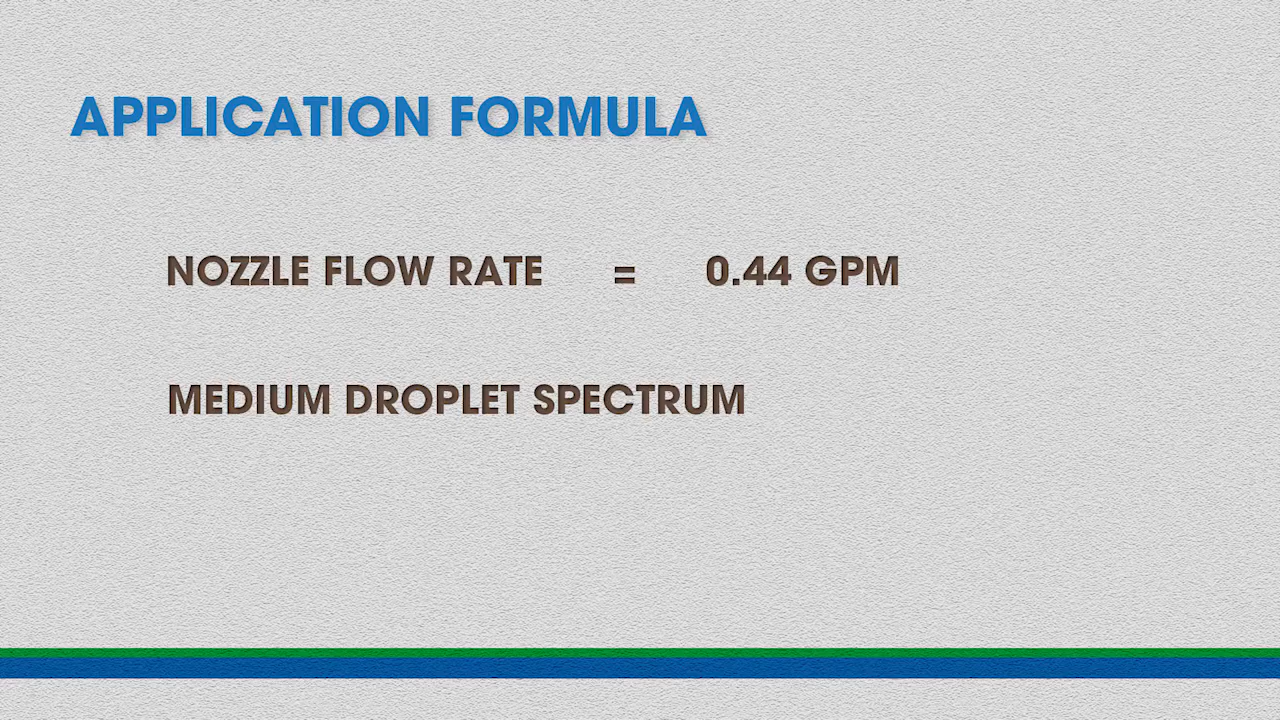 APPLICATION FORMULA
NOZZLE FLOW RATE = 0.44 GPM
MEDIUM DROPLET SPECTRUM